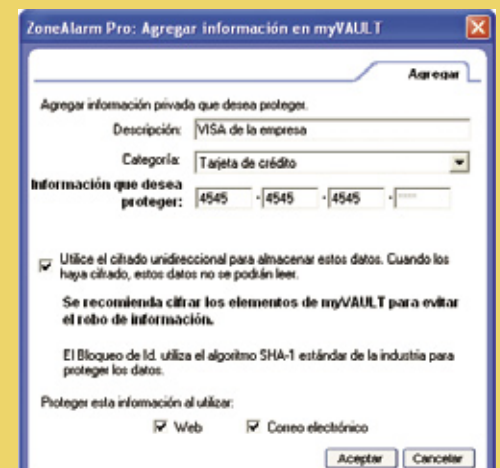 ZoneAlarm Pro: Agregar información en myVAULT
Agregar
Agregar información privada que desea proteger.
Descripción: VISA de la empresa
Categoría: Tarjeta de crédito
Información que desea
proteger: 4545 - 4545 - 4545 - ----
Utilice el cifrado unidireccional para almacenar estos datos. Cuando los
haya cifrado, estos datos no se podrán leer.
Se recomienda cifrar los elementos de myVAULT para evitar
el robo de información.
El Bloqueo de Id. utiliza el algoritmo SHA-1 estándar de la industria para
proteger los datos.
Proteger esta información al utilizar:
Web Correo electrónico
Aceptar Cancelar